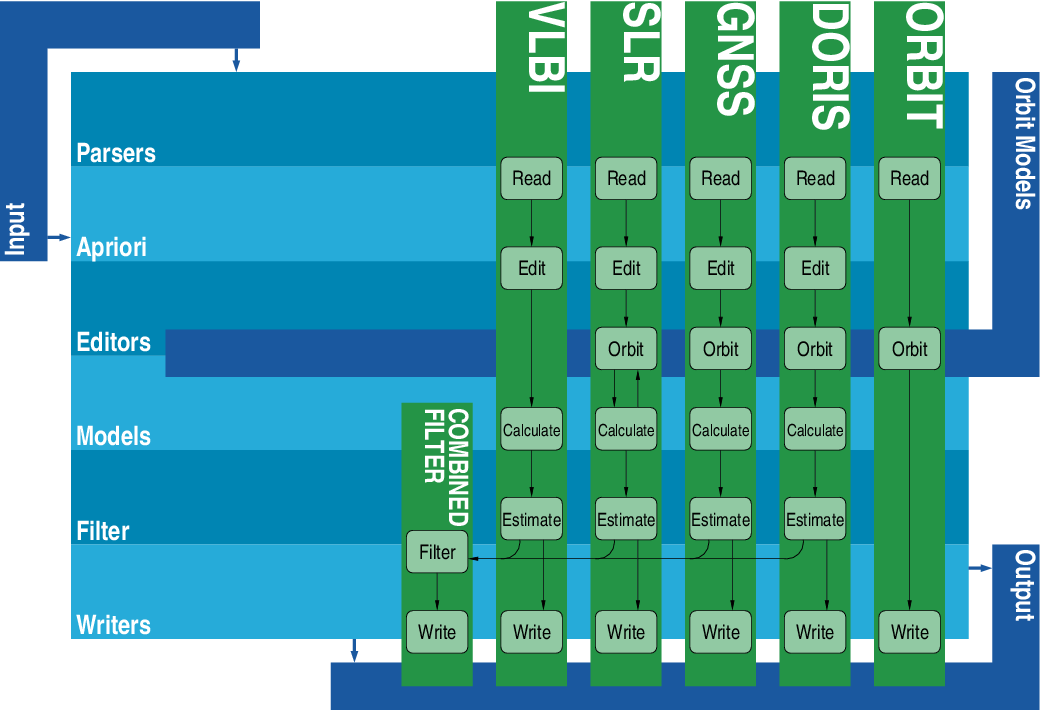 VLBI
SLR
GNSS
DORIS
ORBIT
Orbit Models
Input
Parsers
Apriori
Editors
Models
Filter
Writers
Read
Read
Read
Read
Read
Edit
Edit
Edit
Edit
Orbit
Orbit
Orbit
Orbit
COMBINED
FILTER
Calculate
Calculate
Calculate
Calculate
Estimate
Estimate
Estimate
Estimate
Filter
Write
Write
Write
Write
Write
Write
Output